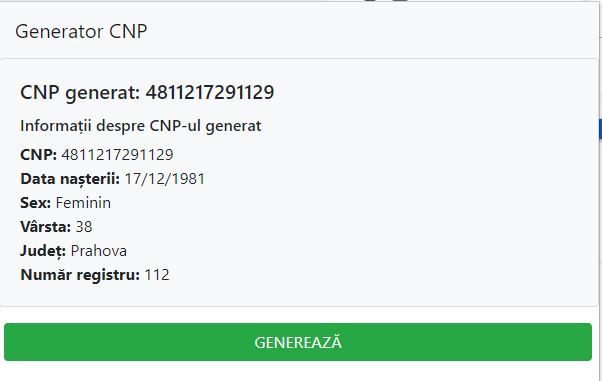 Generator CNP
CNP generat: 4811217291129
Informații despre CNP-ul generat
CNP: 4811217291129
Data nașterii: 17/12/1981
Sex: Feminin
Vârsta: 38
Județ: Prahova
Număr registru: 112
GENEREAZĂ